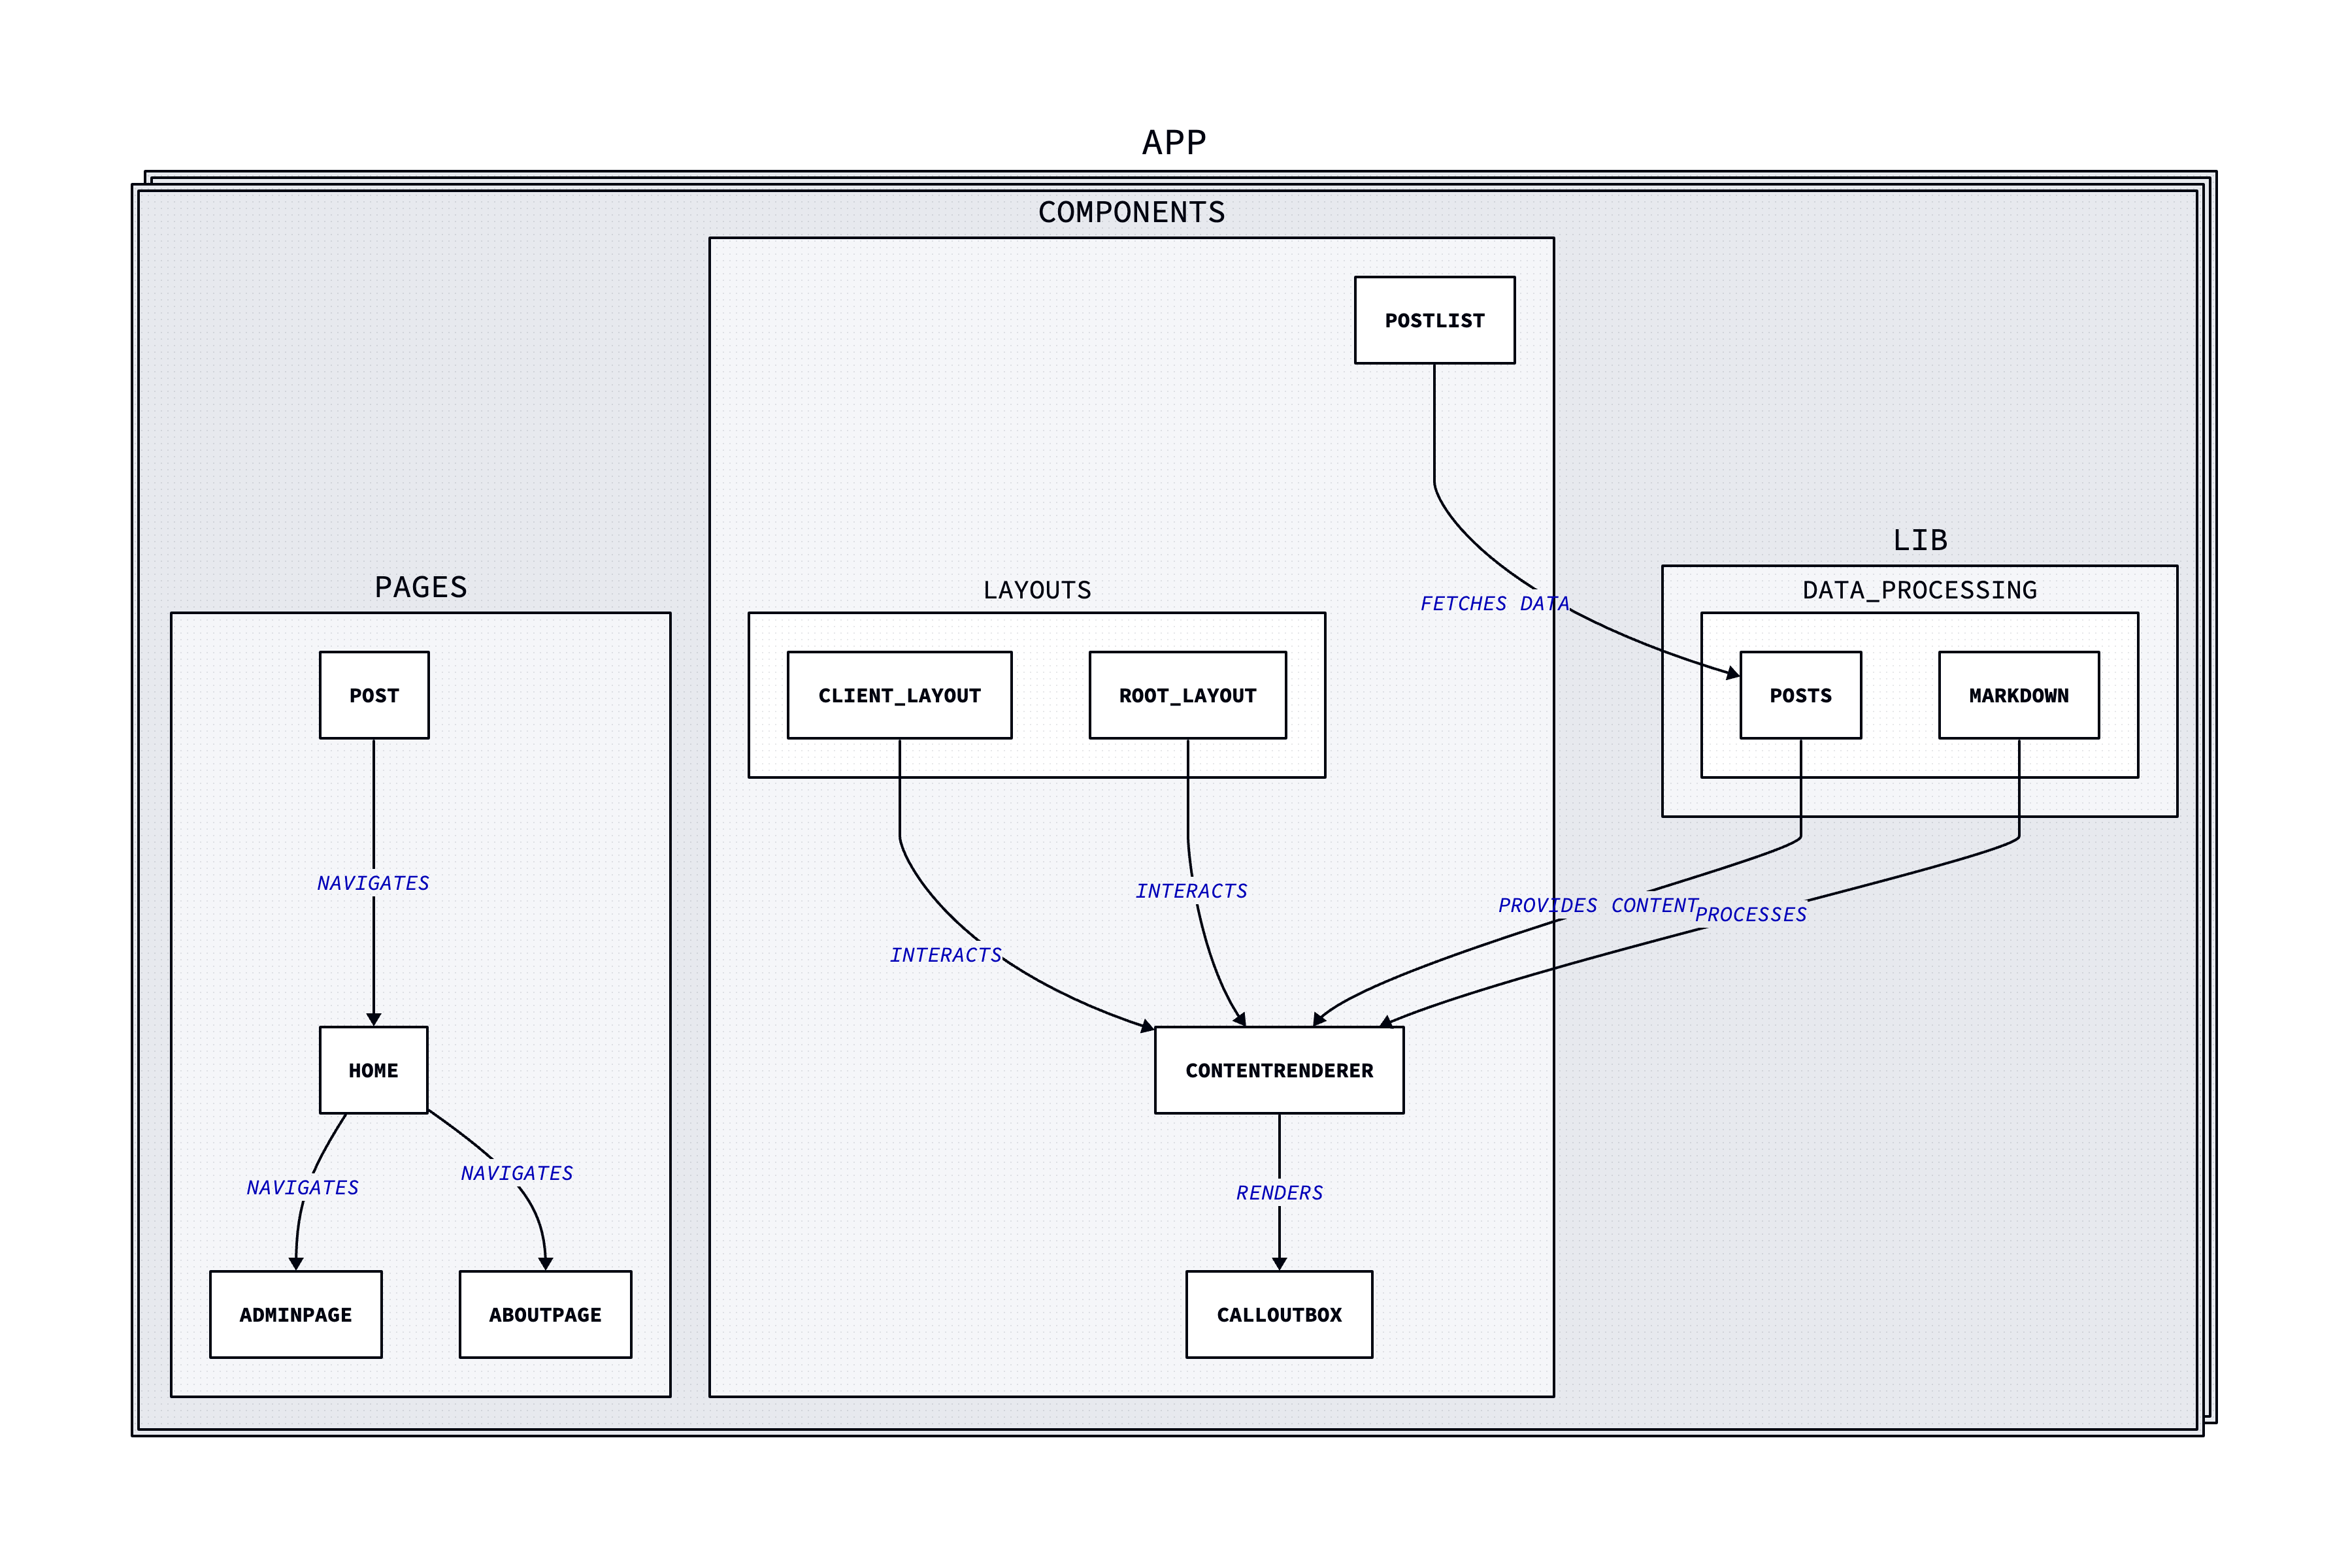 APP
COMPONENTS
POSTLIST
LIB
PAGES
LAYOUTS
FETCHES DATA
DATA_PROCESSING
POST
CLIENT_LAYOUT
ROOT_LAYOUT
POSTS
MARKDOWN
NAVIGATES
INTERACTS
PROVIDES CONTENT
PROCESSES
INTERACTS
HOME
CONTENTRENDERER
NAVIGATES
NAVIGATES
RENDERS
ADMINPAGE
ABOUTPAGE
CALLOUTBOX